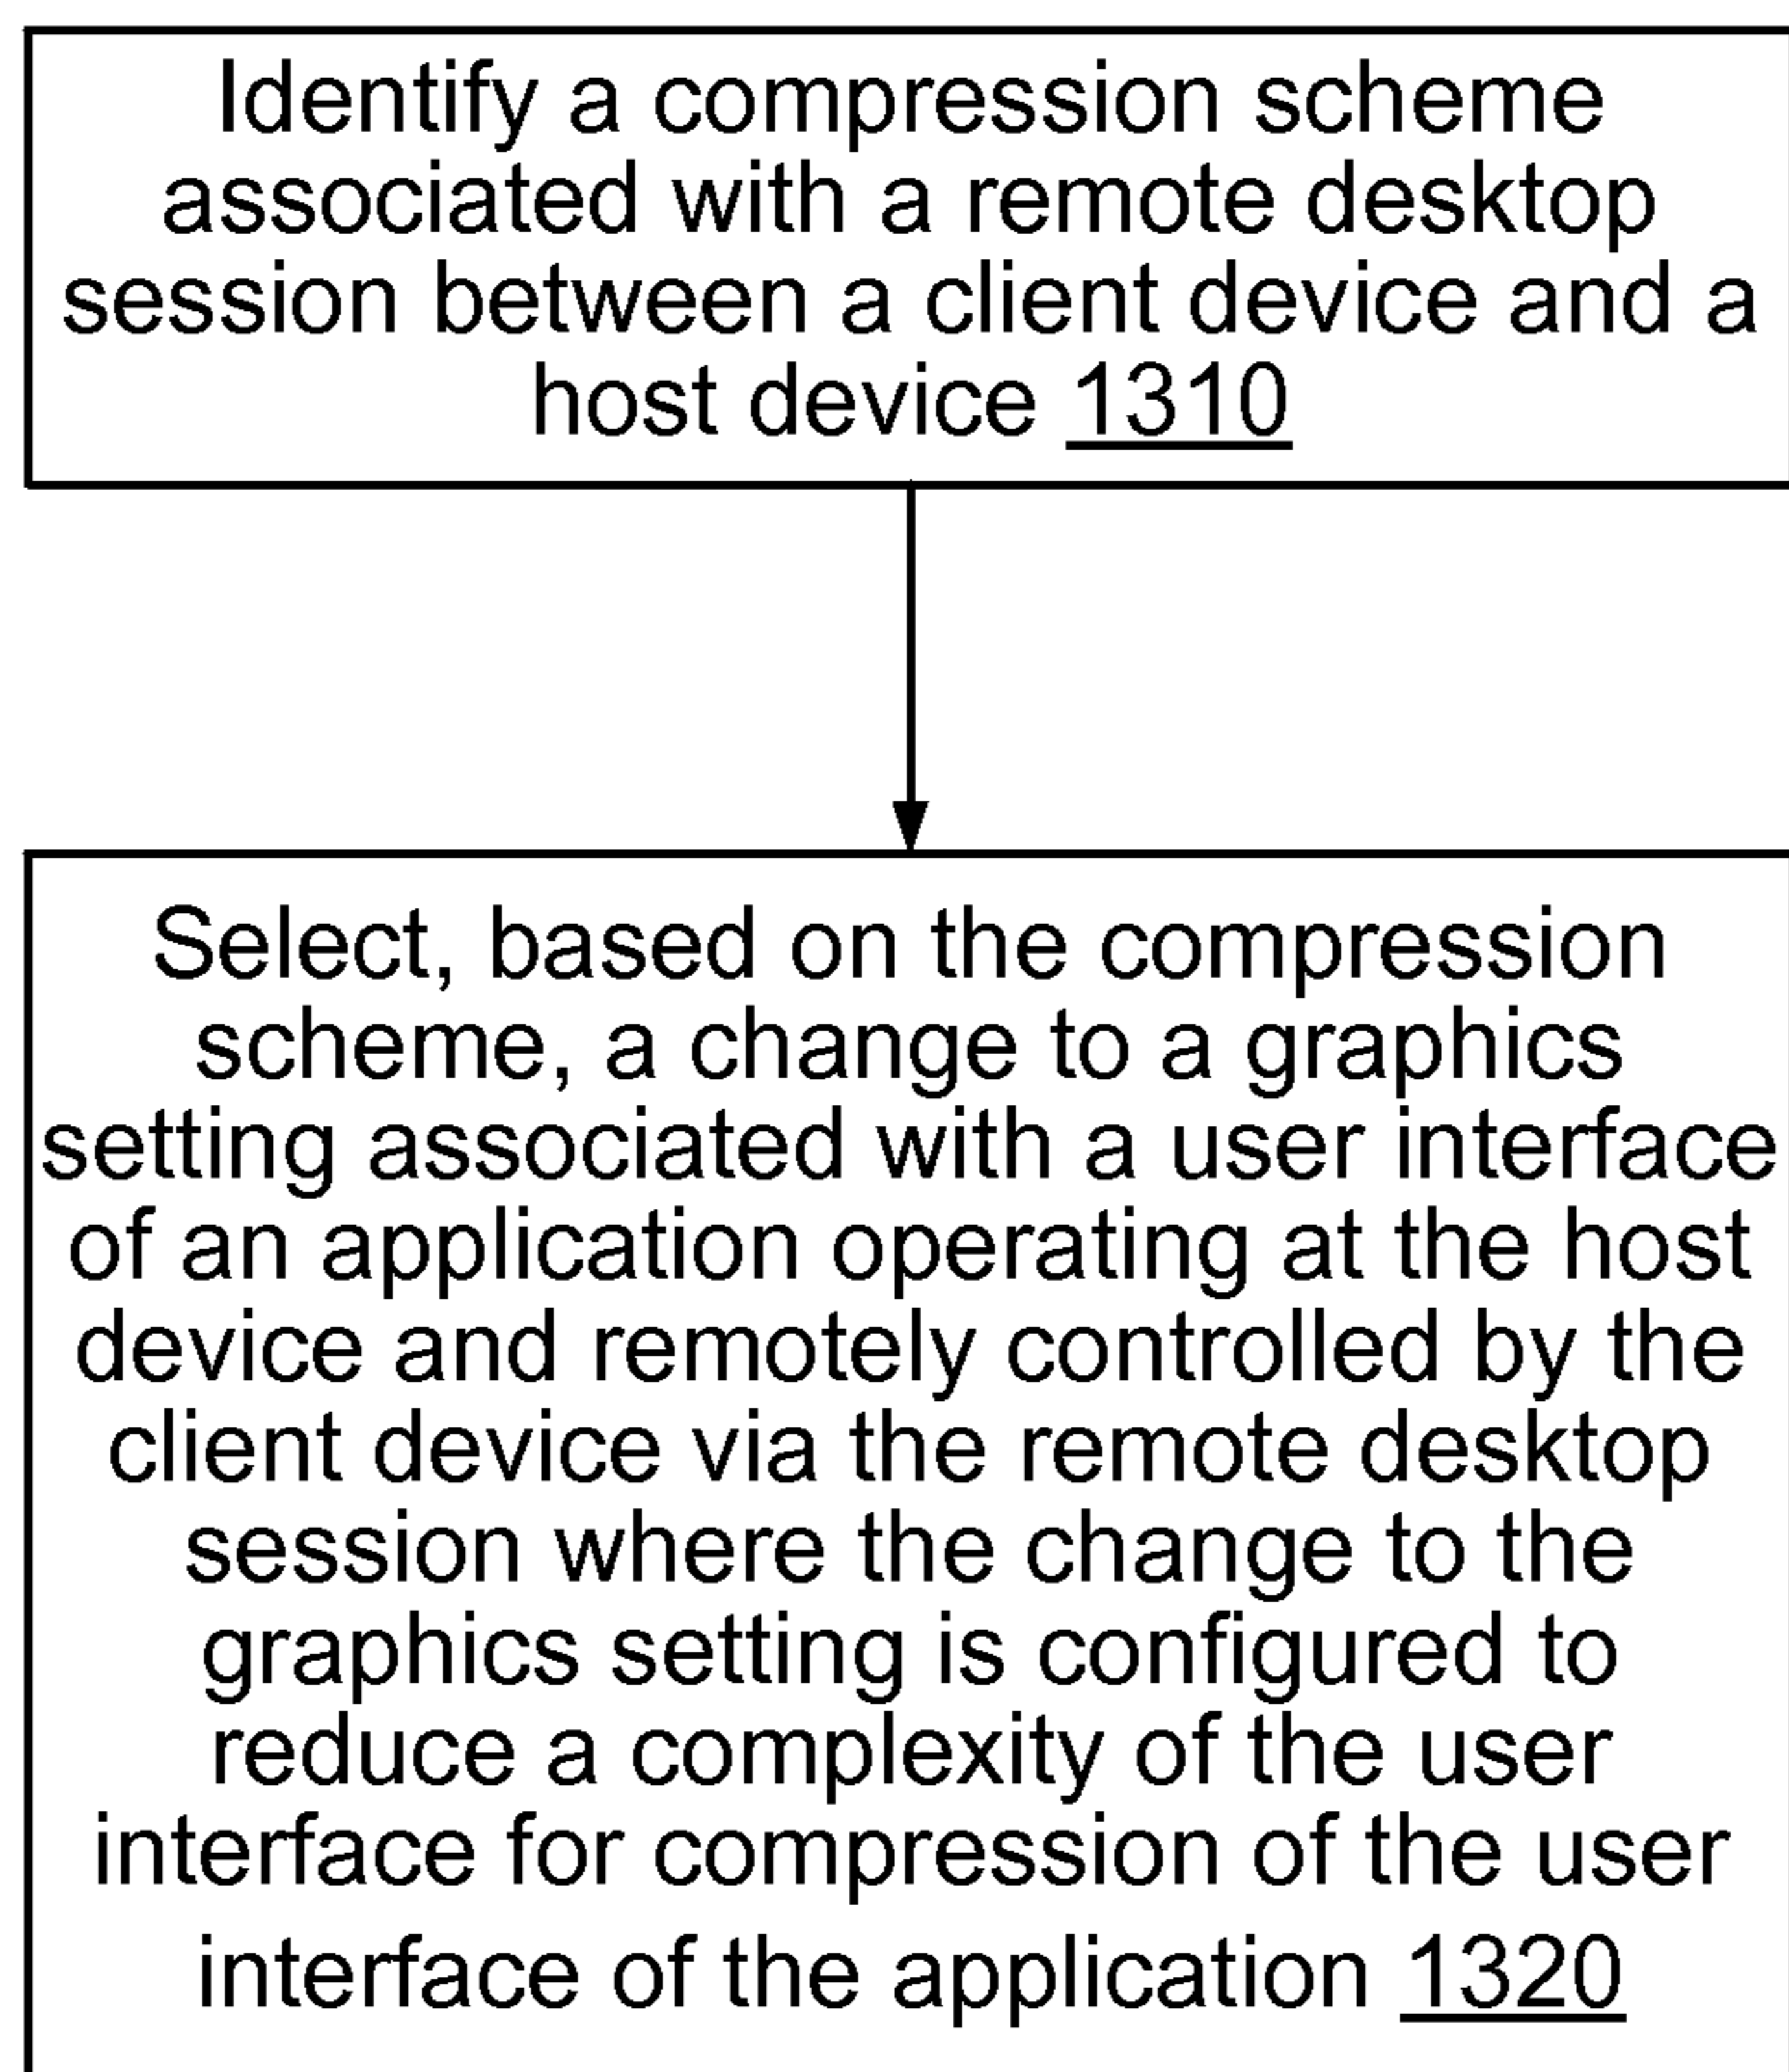 Identify a compression scheme
associated with a remote desktop
session between a client device and a
host device 1310
Select, based on the compression
scheme, a change to a graphics
setting associated with a user interface
of an application operating at the host
device and remotely controlled by the
client device via the remote desktop
session where the change to the
graphics setting is configured to
reduce a complexity of the user
interface for compression of the user
interface of the application 1320